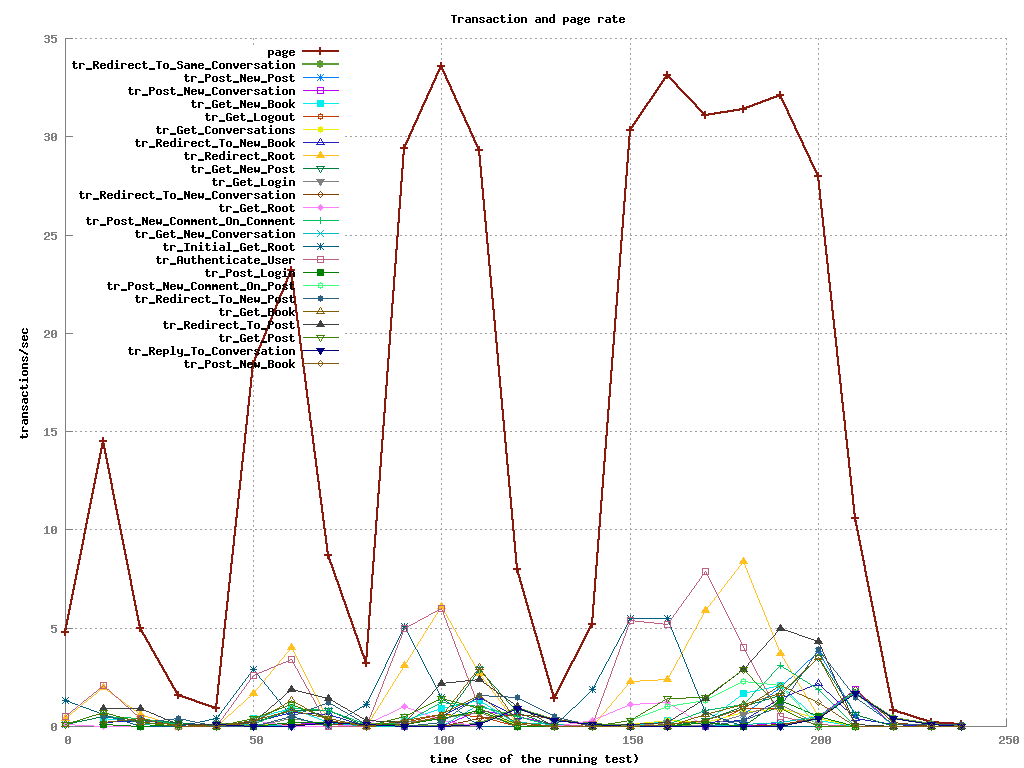 Transaction and page rate
35
30
25
20
15
10
5
0
transactions/sec
page
tr_Redirect_To_Same_Conversation
tr_Post_New_Post
tr_Post_New_Conversation
tr_Get_New_Book
tr_Get_Logout
tr_Get_Conversations
tr_Redirect_To_New_Book
tr_Redirect_Root
tr_Get_New_Post
tr_Get_Login
tr_Redirect_To_New_Conversation
tr_Get_Root
tr_Post_New_Comment_On_Comment
tr_Get_New_Conversation
tr_Initial_Get_Root
tr_Authenticate_User
tr_Post_Login
tr_Post_New_Comment_On_Post
tr_Redirect_To_New_Post
tr_Get_Book
tr_Redirect_To_Post
tr_Get_Post
tr_Reply_To_Conversation
tr_Post_New_Book
0 50 100 150 200 250
time (sec of the running test)